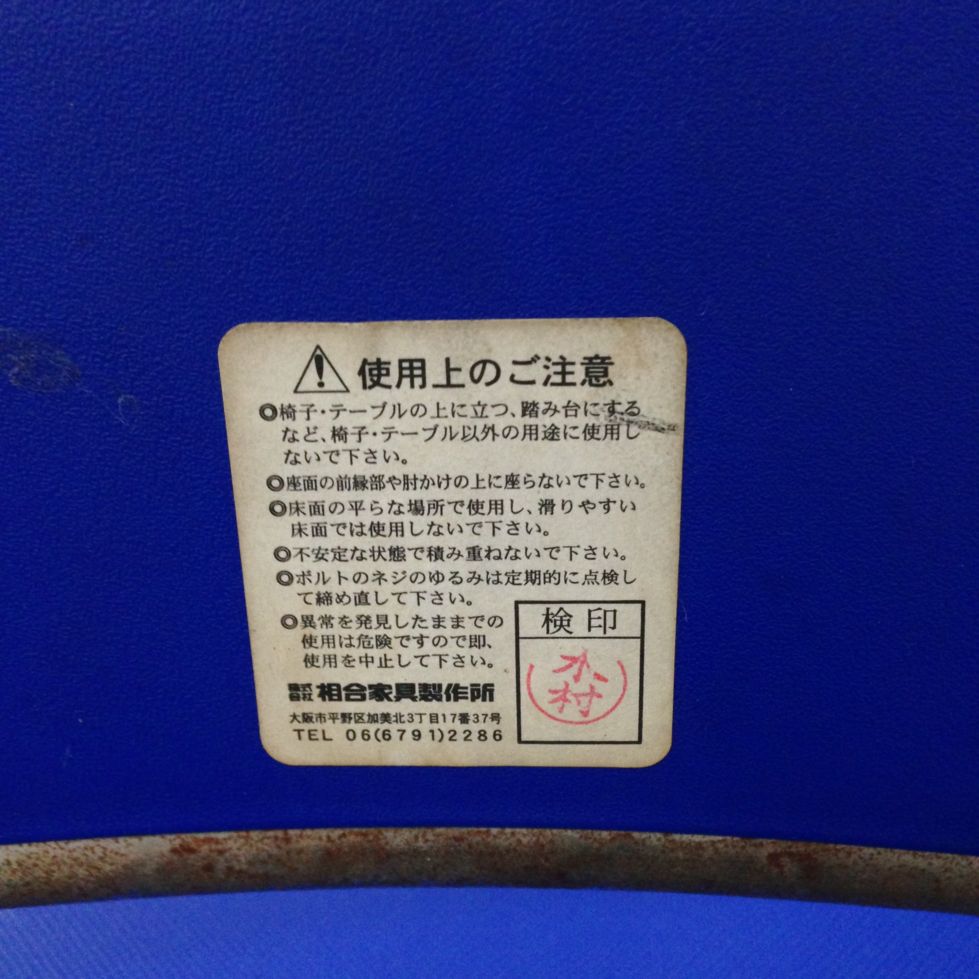 使用上のご注意
◎椅子・テーブルの上に立つ、踏み台にする
など、椅子・テーブル以外の用途に使用し
ないで下さい。
◎座面の前縁部や肘かけの上に座らないで下さい。
◎床面の平らな場所で使用し、滑りやすい
床面では使用しないで下さい。
◎不安定な状態で積み重ねないで下さい。
◎ボルトのネジのゆるみは定期的に点検し
て締め直して下さい。
◎異常を発見したままでの
使用は危険ですので即、
使用を中止して下さい。
株式会社 相合家具製作所
大阪市平野区加美北3丁目17番37号
TEL 06(6791)2286
検印
木村